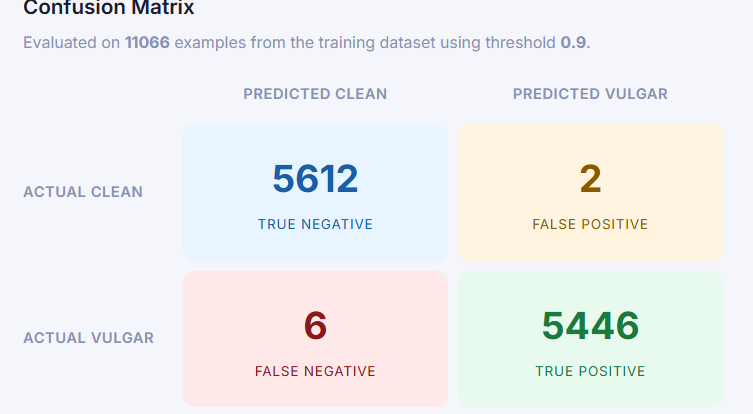 Confusion Matrix
Evaluated on 11066 examples from the training dataset using threshold 0.9.
PREDICTED CLEAN PREDICTED VULGAR
ACTUAL CLEAN
5612
TRUE NEGATIVE
2
FALSE POSITIVE
ACTUAL VULGAR
6
FALSE NEGATIVE
5446
TRUE POSITIVE